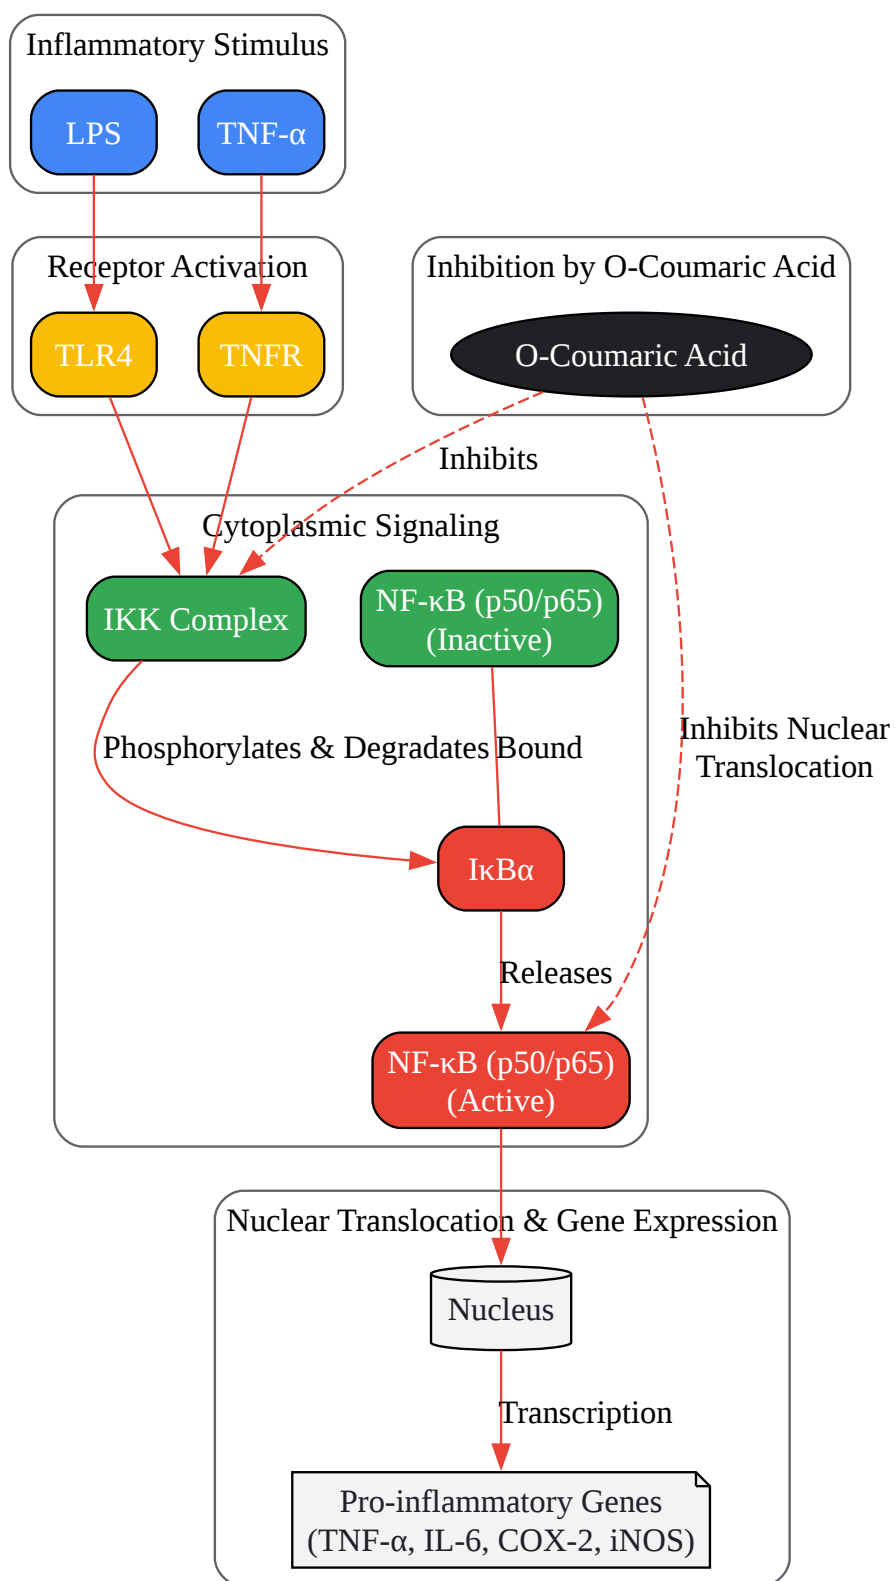 Inflammatory Stimulus
LPS
TNF-α
Receptor Activation
TLR4
TNFR
Inhibition by O-Coumaric Acid
O-Coumaric Acid
Inhibits
Cytoplasmic Signaling
IKK Complex
NF-κB (p50/p65)
(Inactive)
Phosphorylates & Degradates
Bound
Inhibits Nuclear
Translocation
IκBα
Releases
NF-κB (p50/p65)
(Active)
Nuclear Translocation & Gene Expression
Nucleus
Transcription
Pro-inflammatory Genes
(TNF-α, IL-6, COX-2, iNOS)